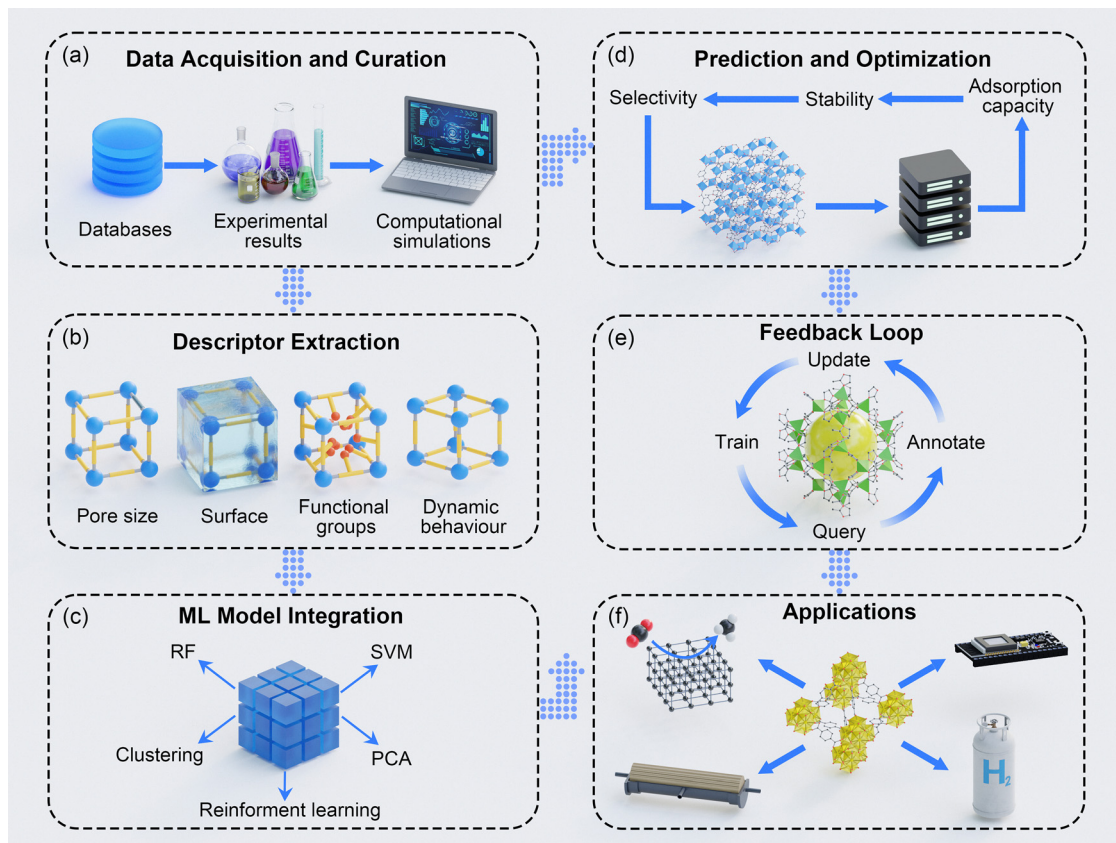 (a)
Data Acquisition and Curation
Databases
Experimental
results
Computational
simulations
(b)
Descriptor Extraction
Pore size
Surface
Functional
groups
Dynamic
behaviour
(c)
ML Model Integration
RF
SVM
Clustering
PCA
Reinforment learning
(d)
Prediction and Optimization
Selectivity
Stability
Adsorption
capacity
(e)
Feedback Loop
Update
Train
Annotate
Query
(f)
Applications
H2